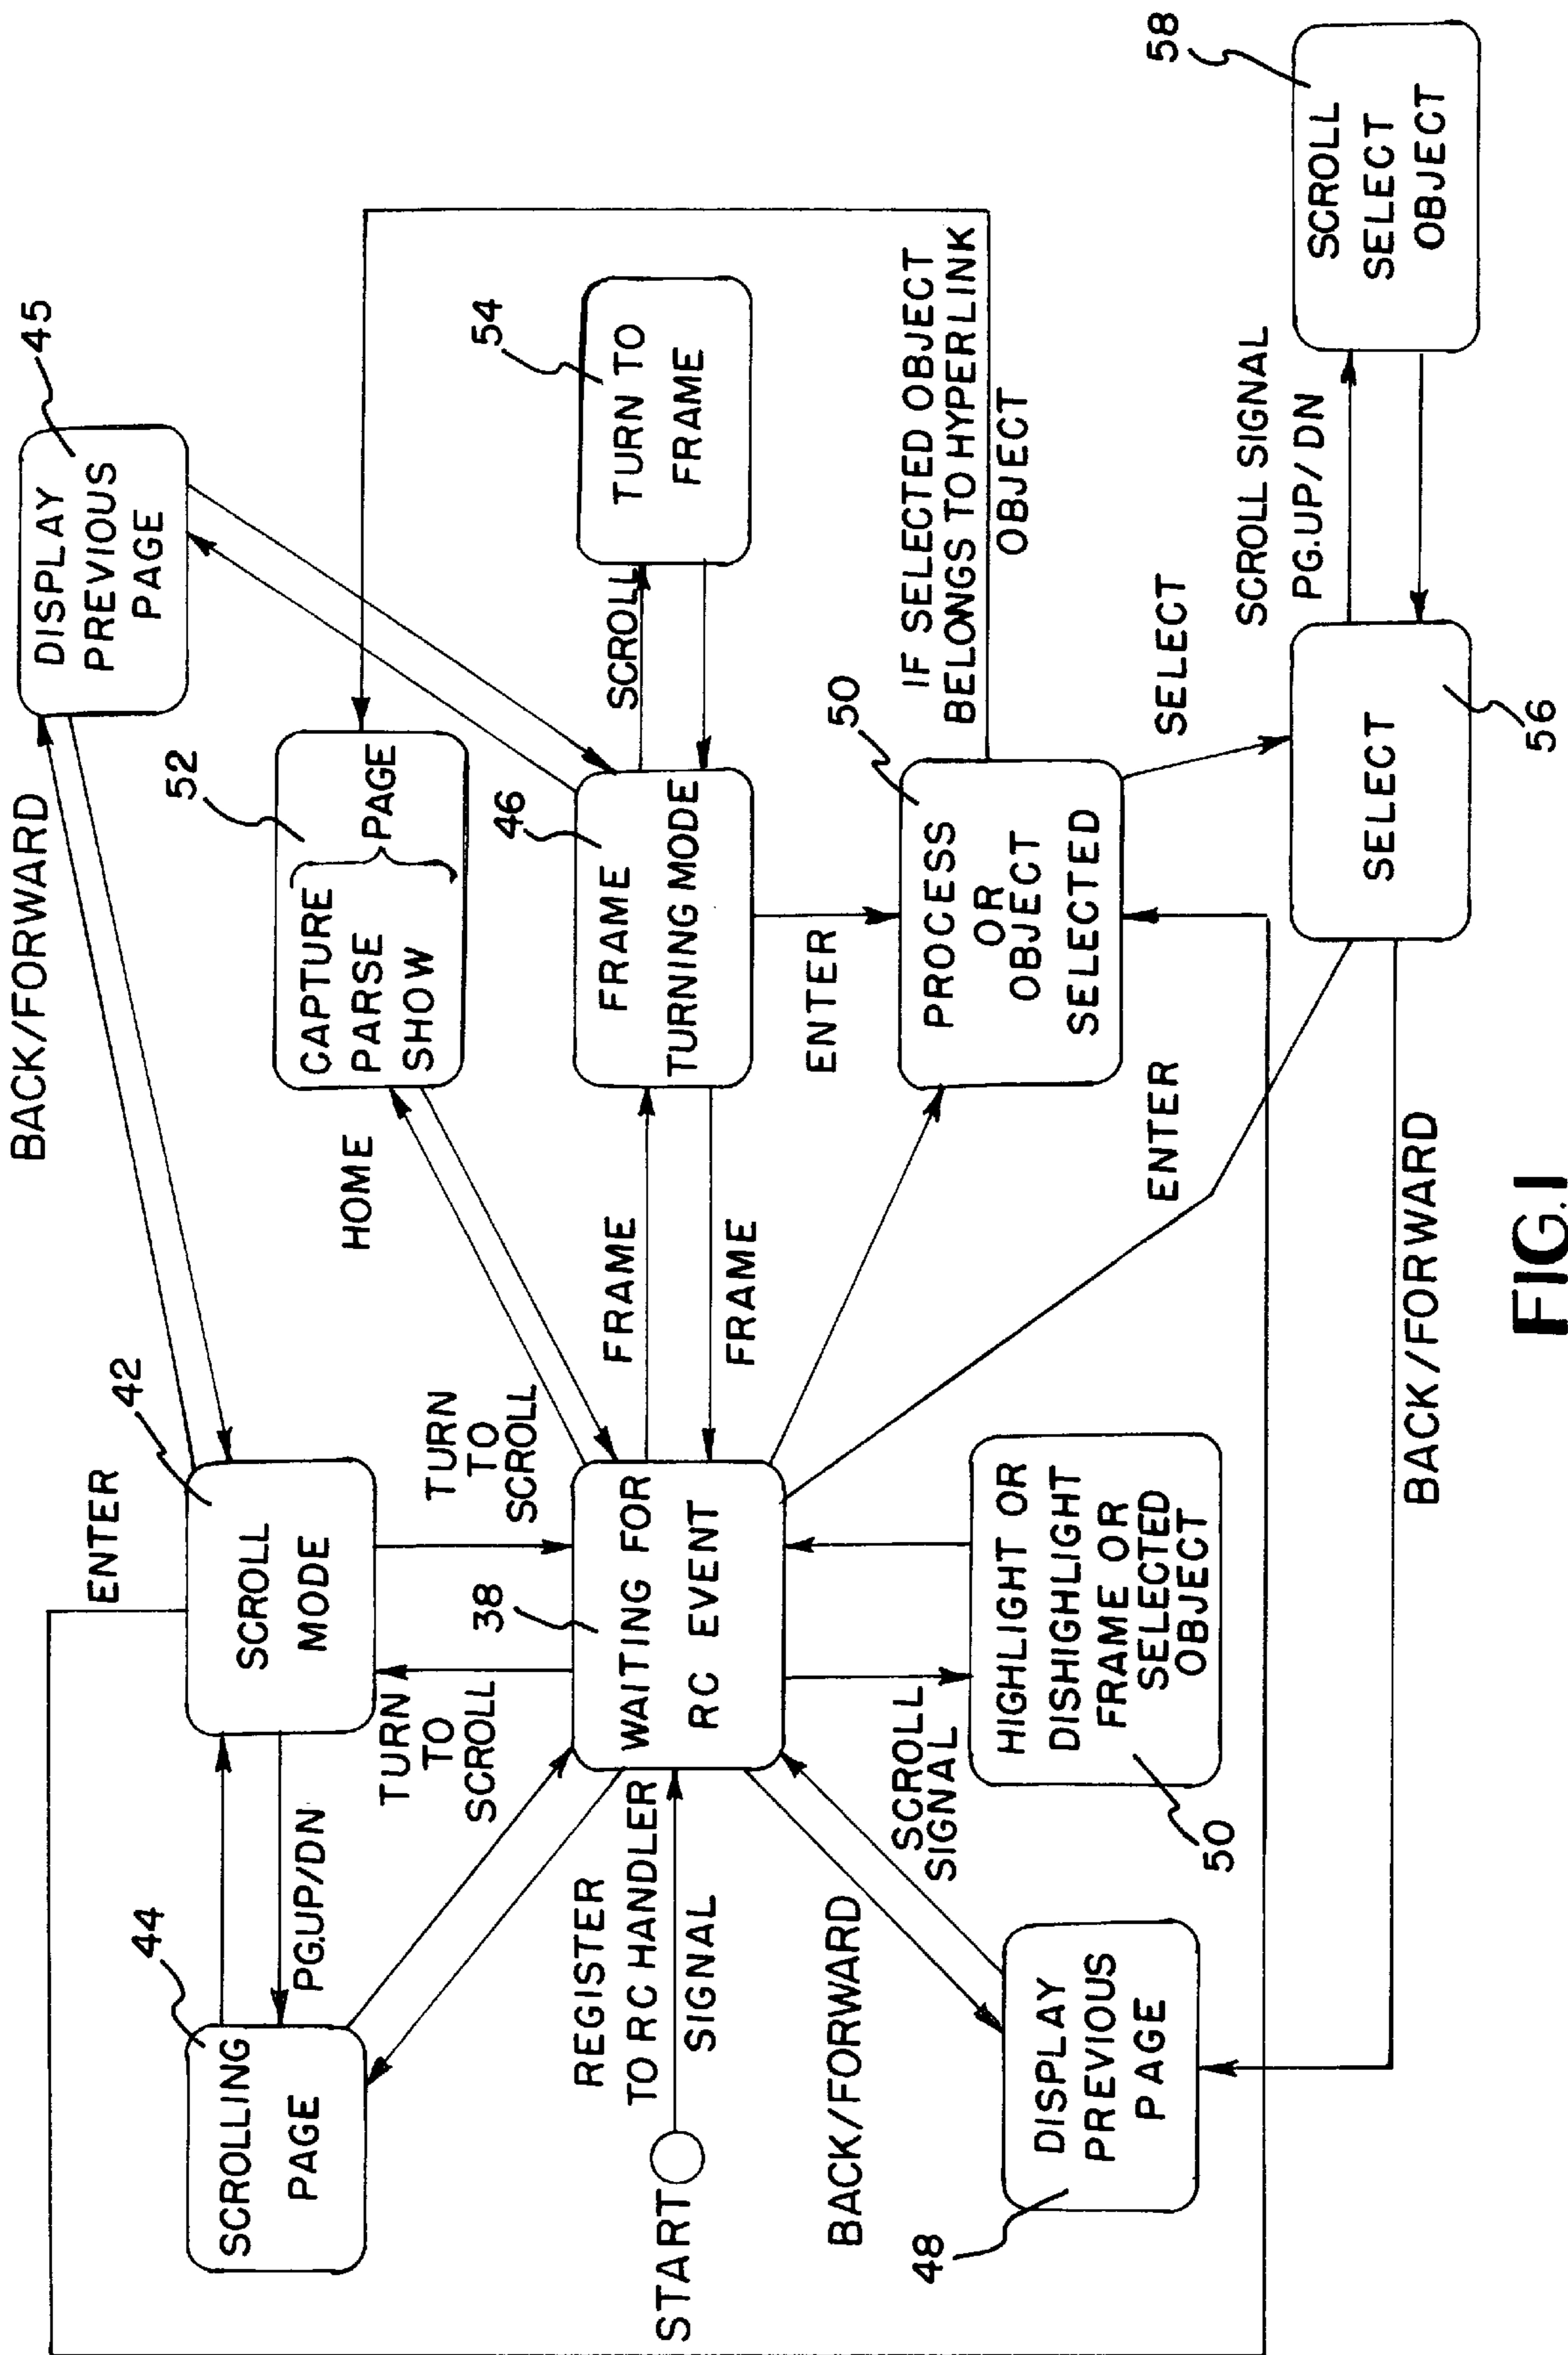 BACK/FORWARD
45
DISPLAY
PREVIOUS
PAGE
ENTER
42
SCROLL
MODE
44
SCROLLING
PAGE
PG.UP/DN
TURN
TO
SCROLL
TURN
TO
SCROLL
HOME
52
CAPTURE
PARSE
SHOW
PAGE
38
WAITING FOR
RC EVENT
REGISTER
TO RC HANDLER
SIGNAL
START
FRAME
FRAME
46
FRAME
TURNING MODE
SCROLL
54
TURN TO
FRAME
ENTER
50
PROCESS
OR
OBJECT
SELECTED
IF SELECTED OBJECT
BELONGS TO HYPERLINK
OBJECT
BACK/FORWARD
48
DISPLAY
PREVIOUS
PAGE
SCROLL
SIGNAL
HIGHLIGHT OR
DISHIGHLIGHT
FRAME OR
SELECTED
OBJECT
50
ENTER
SELECT
SELECT
56
SCROLL SIGNAL
PG.UP/DN
58
SCROLL
SELECT
OBJECT
BACK/FORWARD
FIG.1